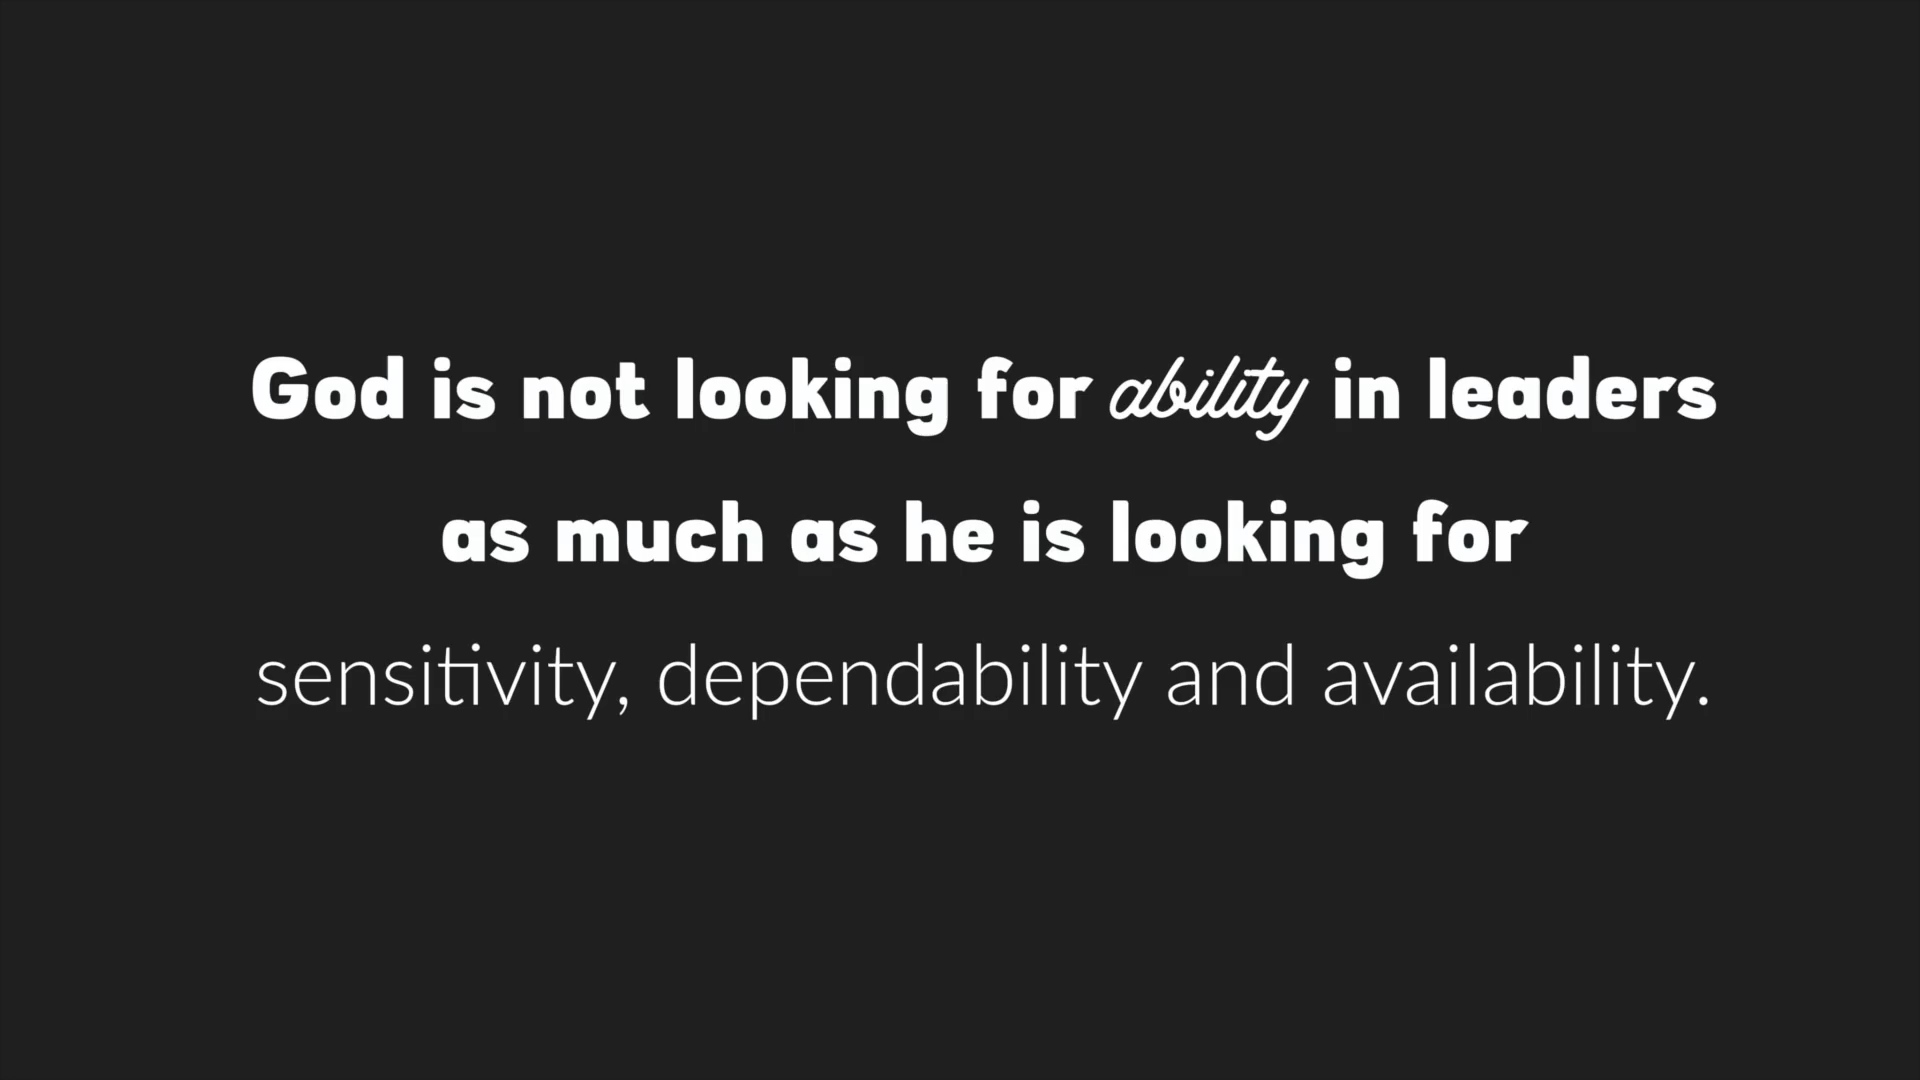 God is not looking for ability in leaders
as much as he is looking for
sensitivity, dependability and availability.